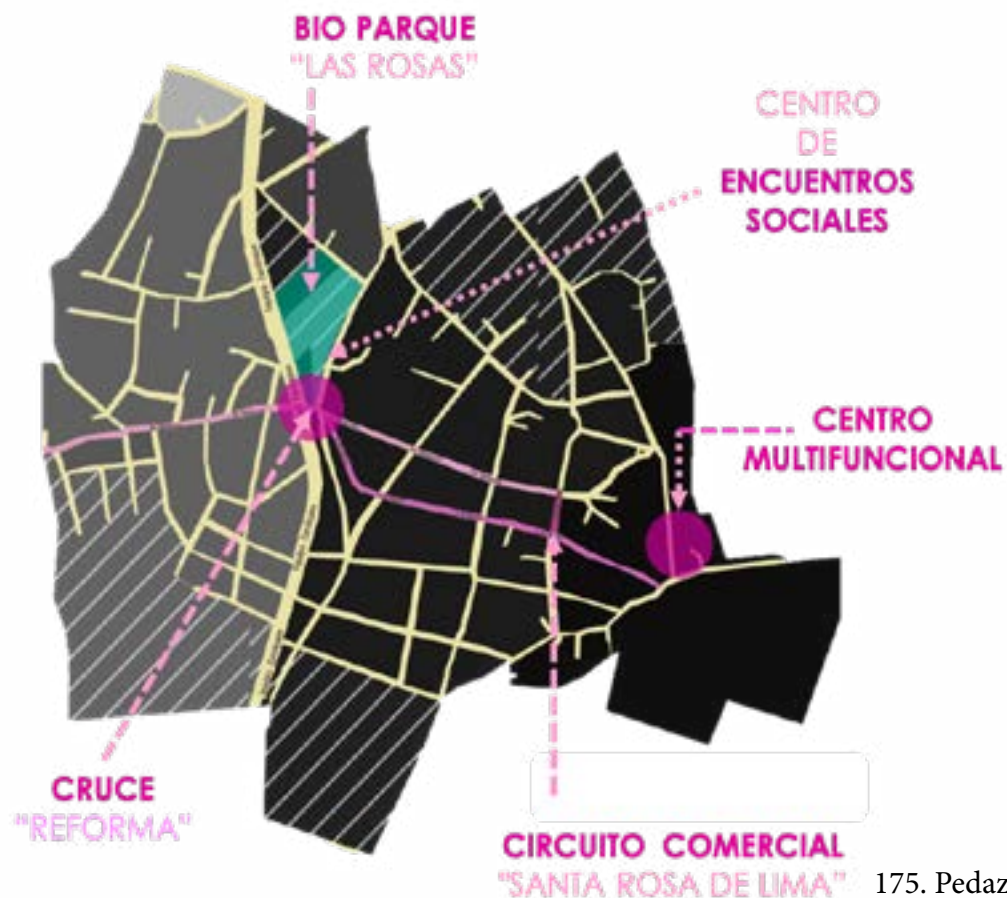 BIO PARQUE
"LAS ROSAS"
CENTRO
DE
ENCUENTROS
SOCIALES
CENTRO
MULTIFUNCIONAL
CRUCE
"REFORMA"
CIRCUITO COMERCIAL
"SANTA ROSA DE LIMA"
175. Pedaz